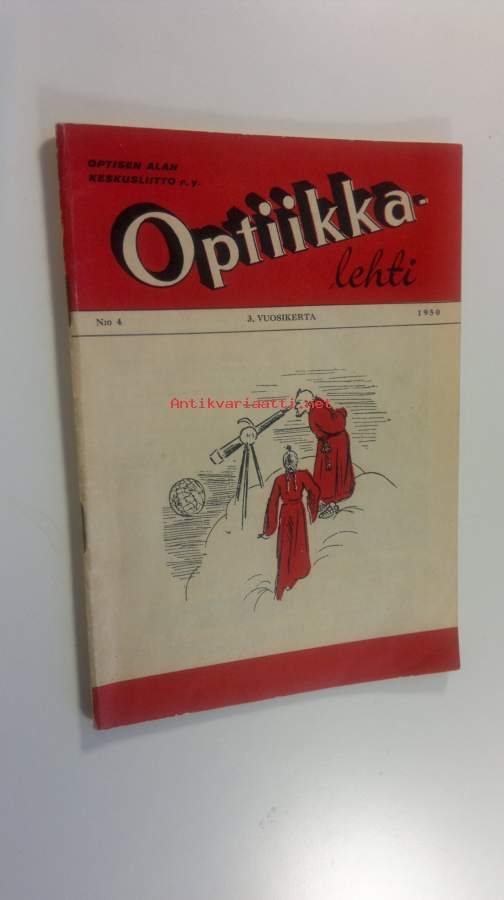 OPTISEN ALAN
KESKUSLIITTO r.y.
Optiikka-
lehti
N:o 4 3. VUOSIKERTA 1950
Antikvariaatti.net